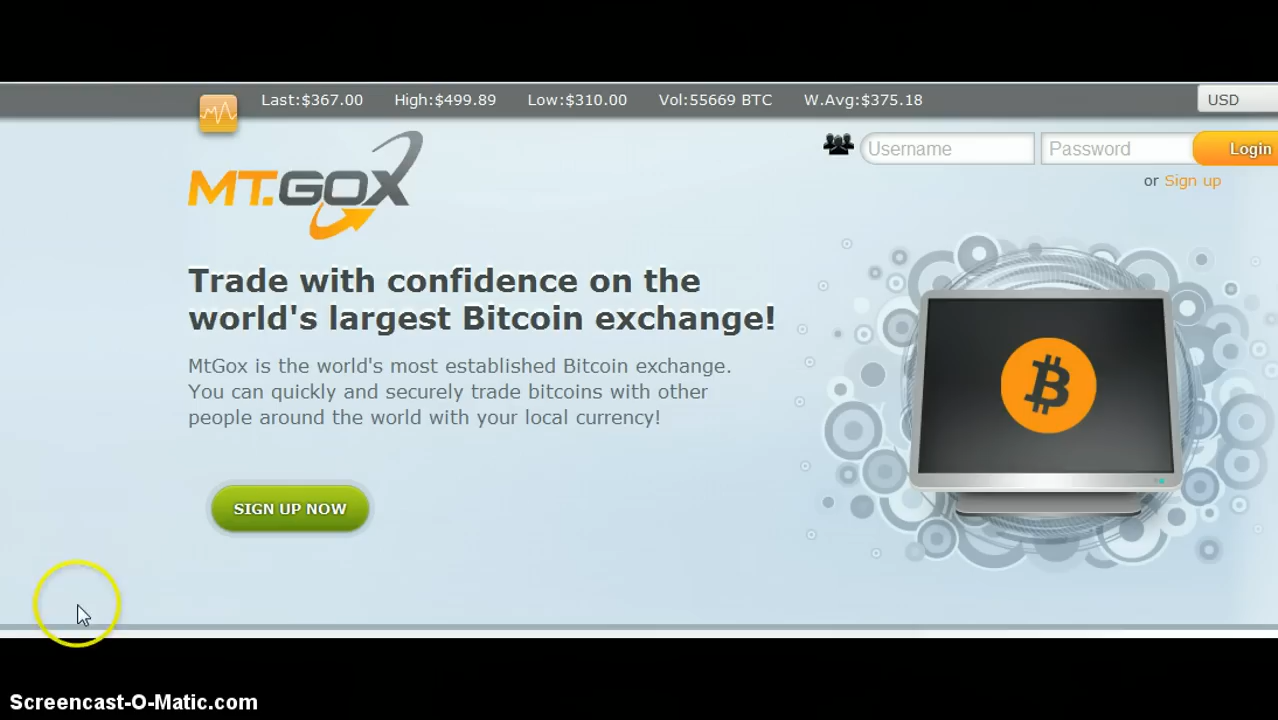 Last:$367.00 High:$499.89 Low:$310.00 Vol:55669 BTC W.Avg:$375.18 USD
Username Password Login
or Sign up
MT.GOX
Trade with confidence on the
world's largest Bitcoin exchange!
MtGox is the world's most established Bitcoin exchange.
You can quickly and securely trade bitcoins with other
people around the world with your local currency!
SIGN UP NOW
Screencast-O-Matic.com